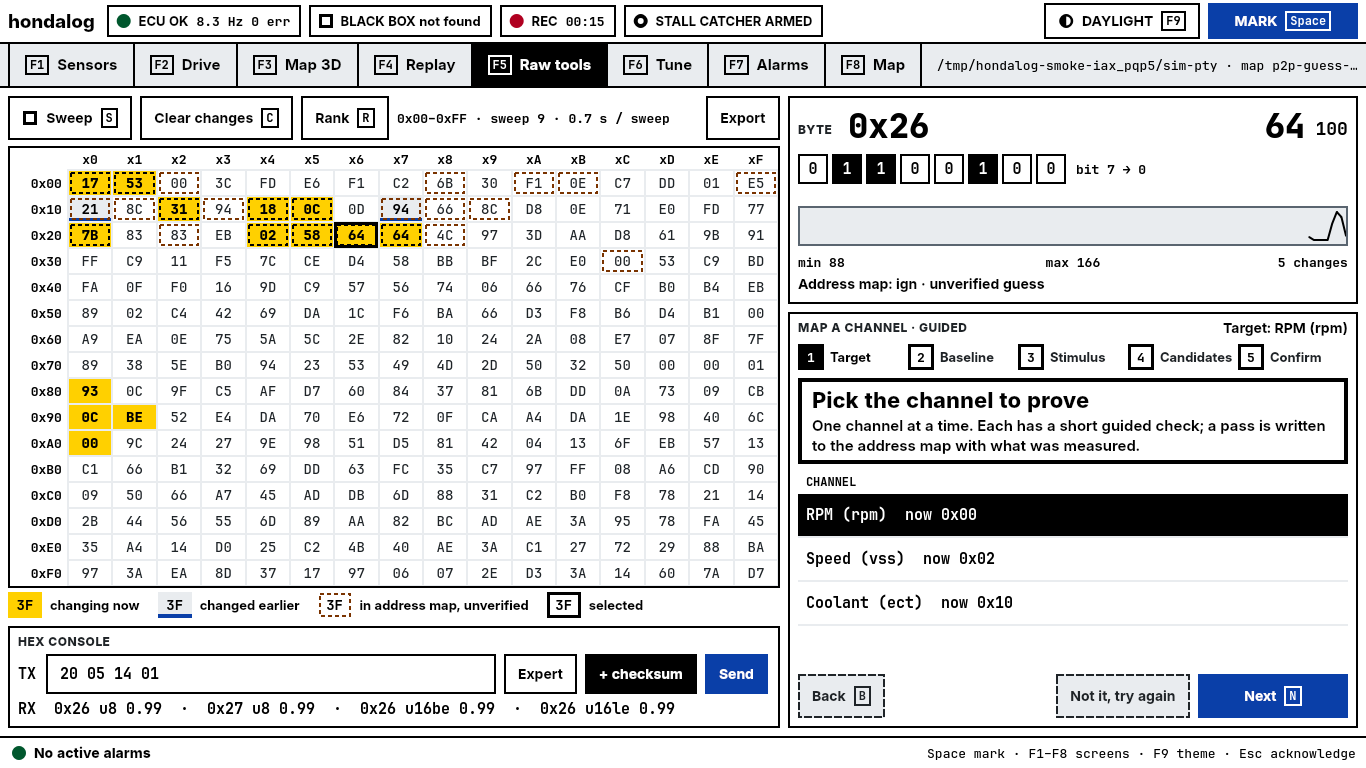 hondalog ECU OK 8.3 Hz 0 err BLACK BOX not found REC 00:15 STALL CATCHER ARMED DAYLIGHT F9 MARK Space
F1 Sensors F2 Drive F3 Map 3D F4 Replay F5 Raw tools F6 Tune F7 Alarms F8 Map /tmp/hondalog-smoke-iax_pqp5/sim-pty · map p2p-guess-…
Sweep S Clear changes C Rank R 0x00–0xFF · sweep 9 · 0.7 s / sweep Export
x0 x1 x2 x3 x4 x5 x6 x7 x8 x9 xA xB xC xD xE xF
0x00 17 53 00 3C FD E6 F1 C2 6B 30 F1 0E C7 DD 01 E5
0x10 21 8C 31 94 18 0C 0D 94 66 8C D8 0E 71 E0 FD 77
0x20 7B 83 83 EB 02 58 64 64 4C 97 3D AA D8 61 9B 91
0x30 FF C9 11 F5 7C CE D4 58 BB BF 2C E0 00 53 C9 BD
0x40 FA 0F F0 16 9D C9 57 56 74 06 66 76 CF B0 B4 EB
0x50 89 02 C4 42 69 DA 1C F6 BA 66 D3 F8 B6 D4 B1 00
0x60 A9 EA 0E 75 5A 5C 2E 82 10 24 2A 08 E7 07 8F 7F
0x70 89 38 5E B0 94 23 53 49 4D 2D 50 32 50 00 00 01
0x80 93 0C 9F C5 AF D7 60 84 37 81 6B DD 0A 73 09 CB
0x90 0C BE 52 E4 DA 70 E6 72 0F CA A4 DA 1E 98 40 6C
0xA0 00 9C 24 27 9E 98 51 D5 81 42 04 13 6F EB 57 13
0xB0 C1 66 B1 32 69 DD 63 FC 35 C7 97 FF 08 A6 CD 90
0xC0 09 50 66 A7 45 AD DB 6D 88 31 C2 B0 F8 78 21 14
0xD0 2B 44 56 55 6D 89 AA 82 BC AD AE 3A 95 78 FA 45
0xE0 35 A4 14 D0 25 C2 4B 40 AE 3A C1 27 72 29 88 BA
0xF0 97 3A EA 8D 37 17 97 06 07 2E D3 3A 14 60 7A D7
3F changing now 3F changed earlier 3F in address map, unverified 3F selected
HEX CONSOLE
TX 20 05 14 01 Expert + checksum Send
RX 0x26 u8 0.99 · 0x27 u8 0.99 · 0x26 u16be 0.99 · 0x26 u16le 0.99
BYTE 0x26 64 100
0 1 1 0 0 1 0 0 bit 7 → 0
min 88 max 166 5 changes
Address map: ign · unverified guess
MAP A CHANNEL · GUIDED Target: RPM (rpm)
1 Target 2 Baseline 3 Stimulus 4 Candidates 5 Confirm
Pick the channel to prove
One channel at a time. Each has a short guided check; a pass is written
to the address map with what was measured.
CHANNEL
RPM (rpm) now 0x00
Speed (vss) now 0x02
Coolant (ect) now 0x10
Back B Not it, try again Next N
No active alarms Space mark · F1–F8 screens · F9 theme · Esc acknowledge